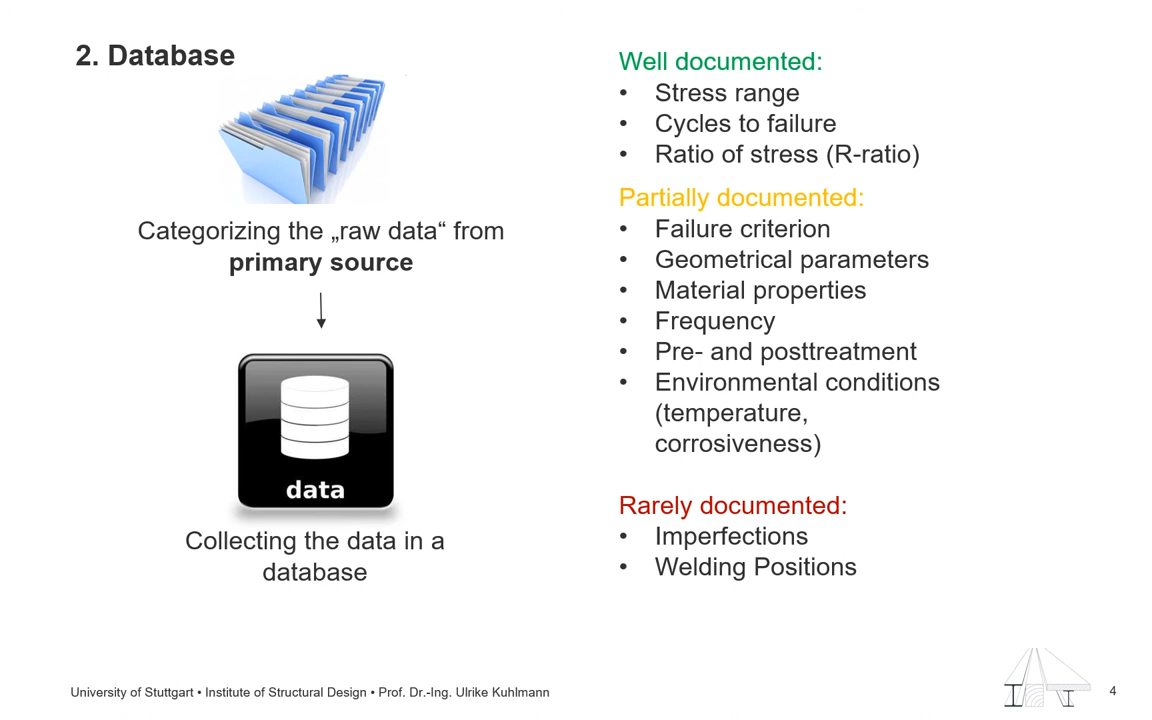 2. Database
Categorizing the „raw data“ from
primary source
data
Collecting the data in a
database
Well documented:
• Stress range
• Cycles to failure
• Ratio of stress (R-ratio)
Partially documented:
• Failure criterion
• Geometrical parameters
• Material properties
• Frequency
• Pre- and posttreatment
• Environmental conditions
(temperature,
corrosiveness)
Rarely documented:
• Imperfections
• Welding Positions
University of Stuttgart • Institute of Structural Design • Prof. Dr.-Ing. Ulrike Kuhlmann
4